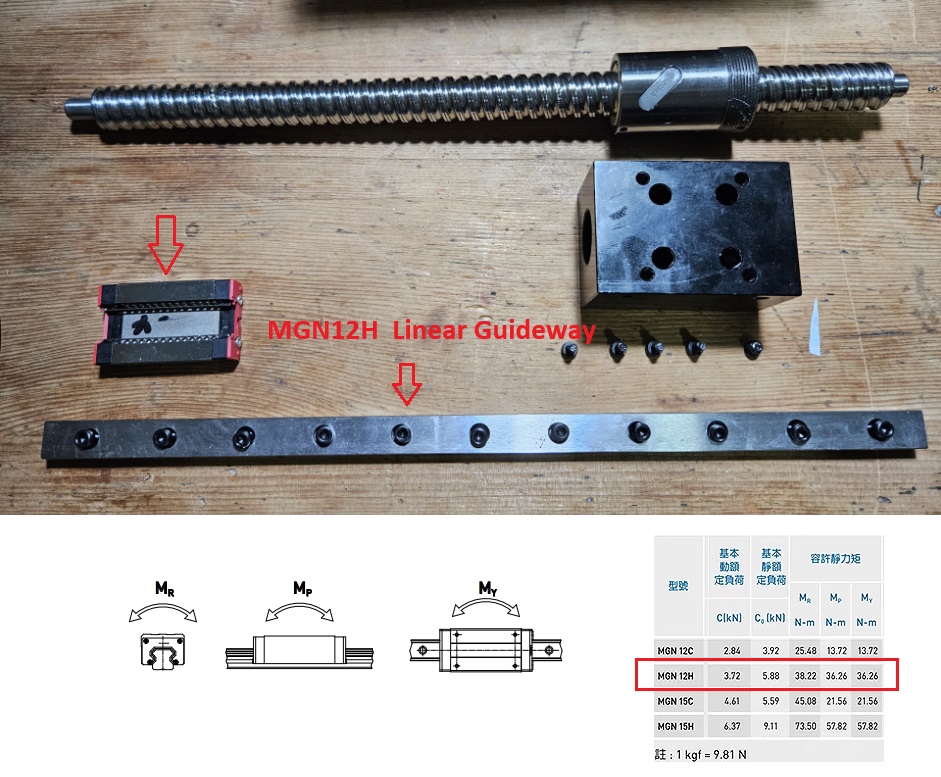 MGN12H Linear Guideway
MR
MP
MY
型號
基本
動額
定負荷
C(kN)
基本
靜額
定負荷
C₀ (kN)
容許靜力矩
MR
N-m
MP
N-m
MY
N-m
MGN 12C 2.84 3.92 25.48 13.72 13.72
MGN 12H 3.72 5.88 38.22 36.26 36.26
MGN 15C 4.61 5.59 45.08 21.56 21.56
MGN 15H 6.37 9.11 73.50 57.82 57.82
註 : 1 kgf = 9.81 N